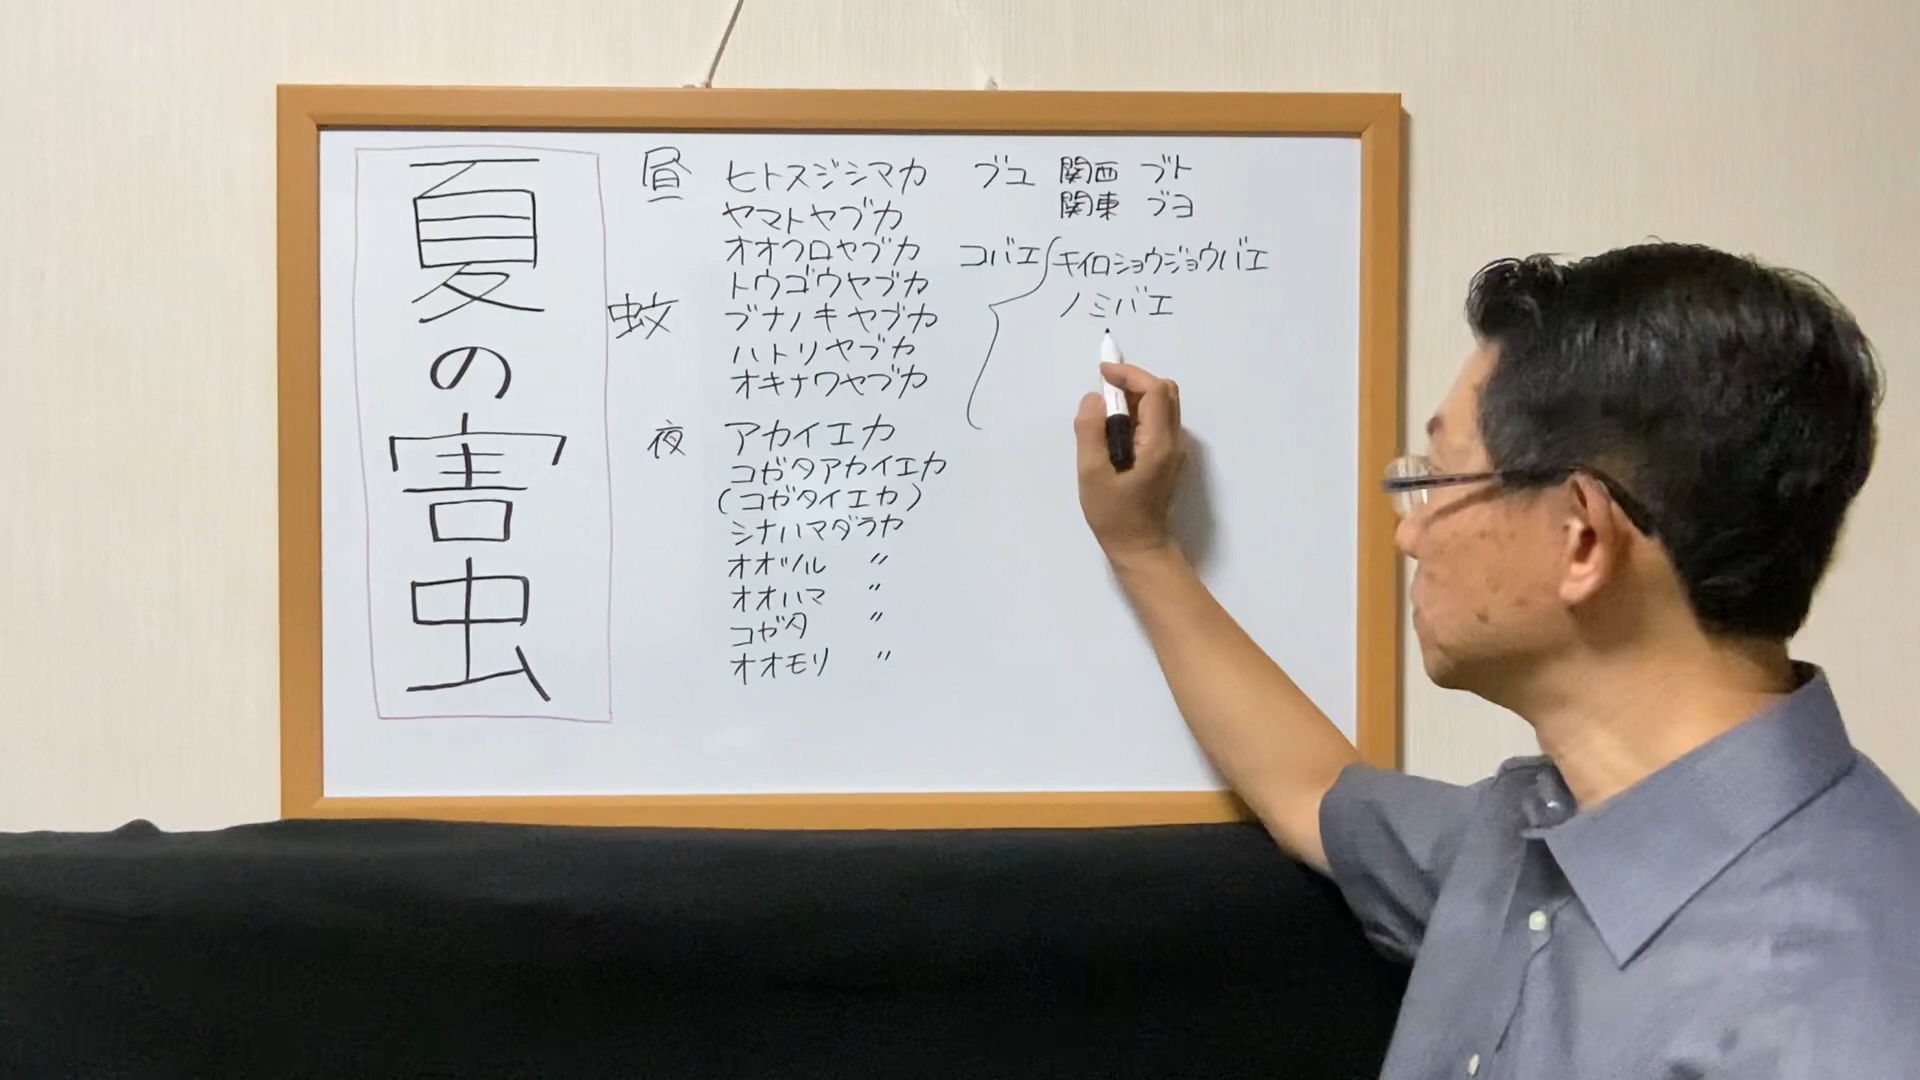 夏の害虫
蚊
昼
ヒトスジシマカ
ヤマトヤブカ
オオクロヤブカ
トウゴウヤブカ
ブナノキヤブカ
ハトリヤブカ
オキナワヤブカ
夜
アカイエカ
コガタアカイエカ
(コガタイエカ)
シナハマダラカ
オオツル 〃
オオハマ 〃
コガタ 〃
オオモリ 〃
ブユ 関西 ブト
関東 ブヨ
コバエ キイロショウジョウバエ
ノミバエ